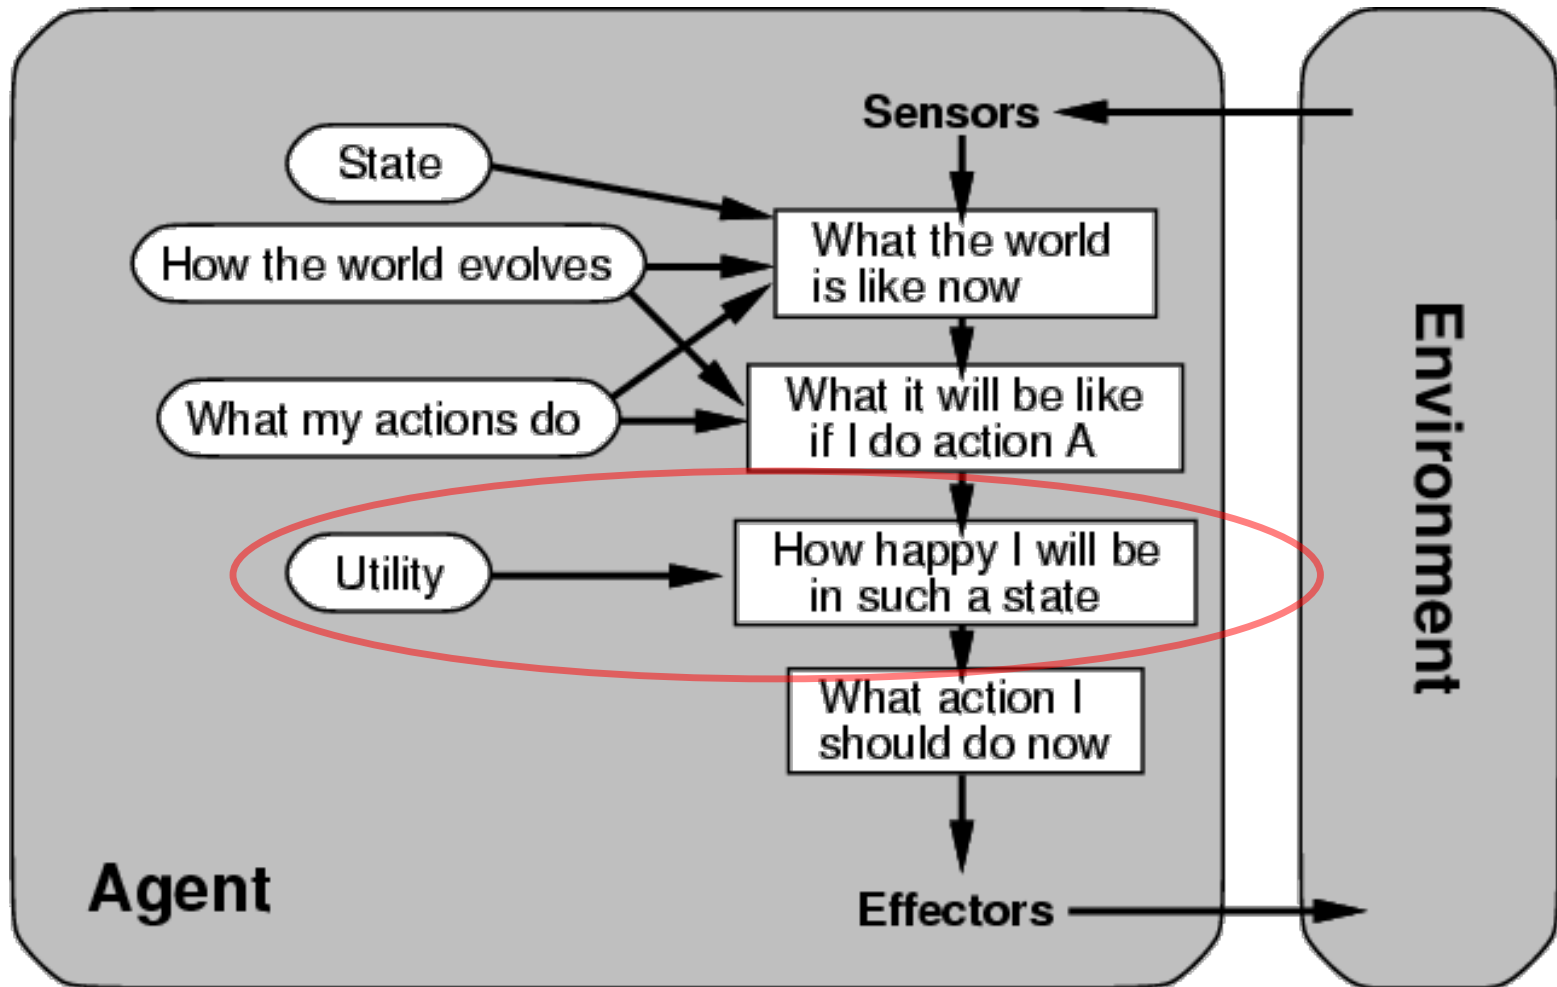 Sensors
State
What the world
is like now
How the world evolves
What it will be like
if I do action A
What my actions do
Utility
How happy I will be
in such a state
What action I
should do now
Effectors
Agent
Environment